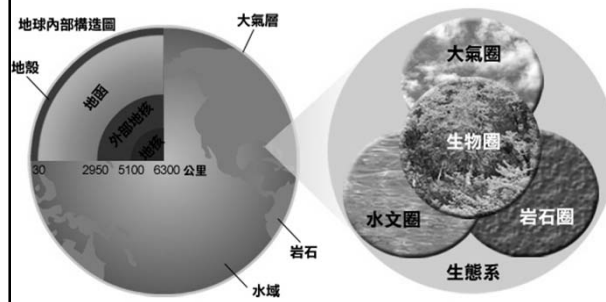 地球內部構造圖
大氣層
地殼
地函
外部地核
地核
30 2950 5100 6300 公里
岩石
水域
大氣圈
生物圈
水文圈
岩石圈
生態系